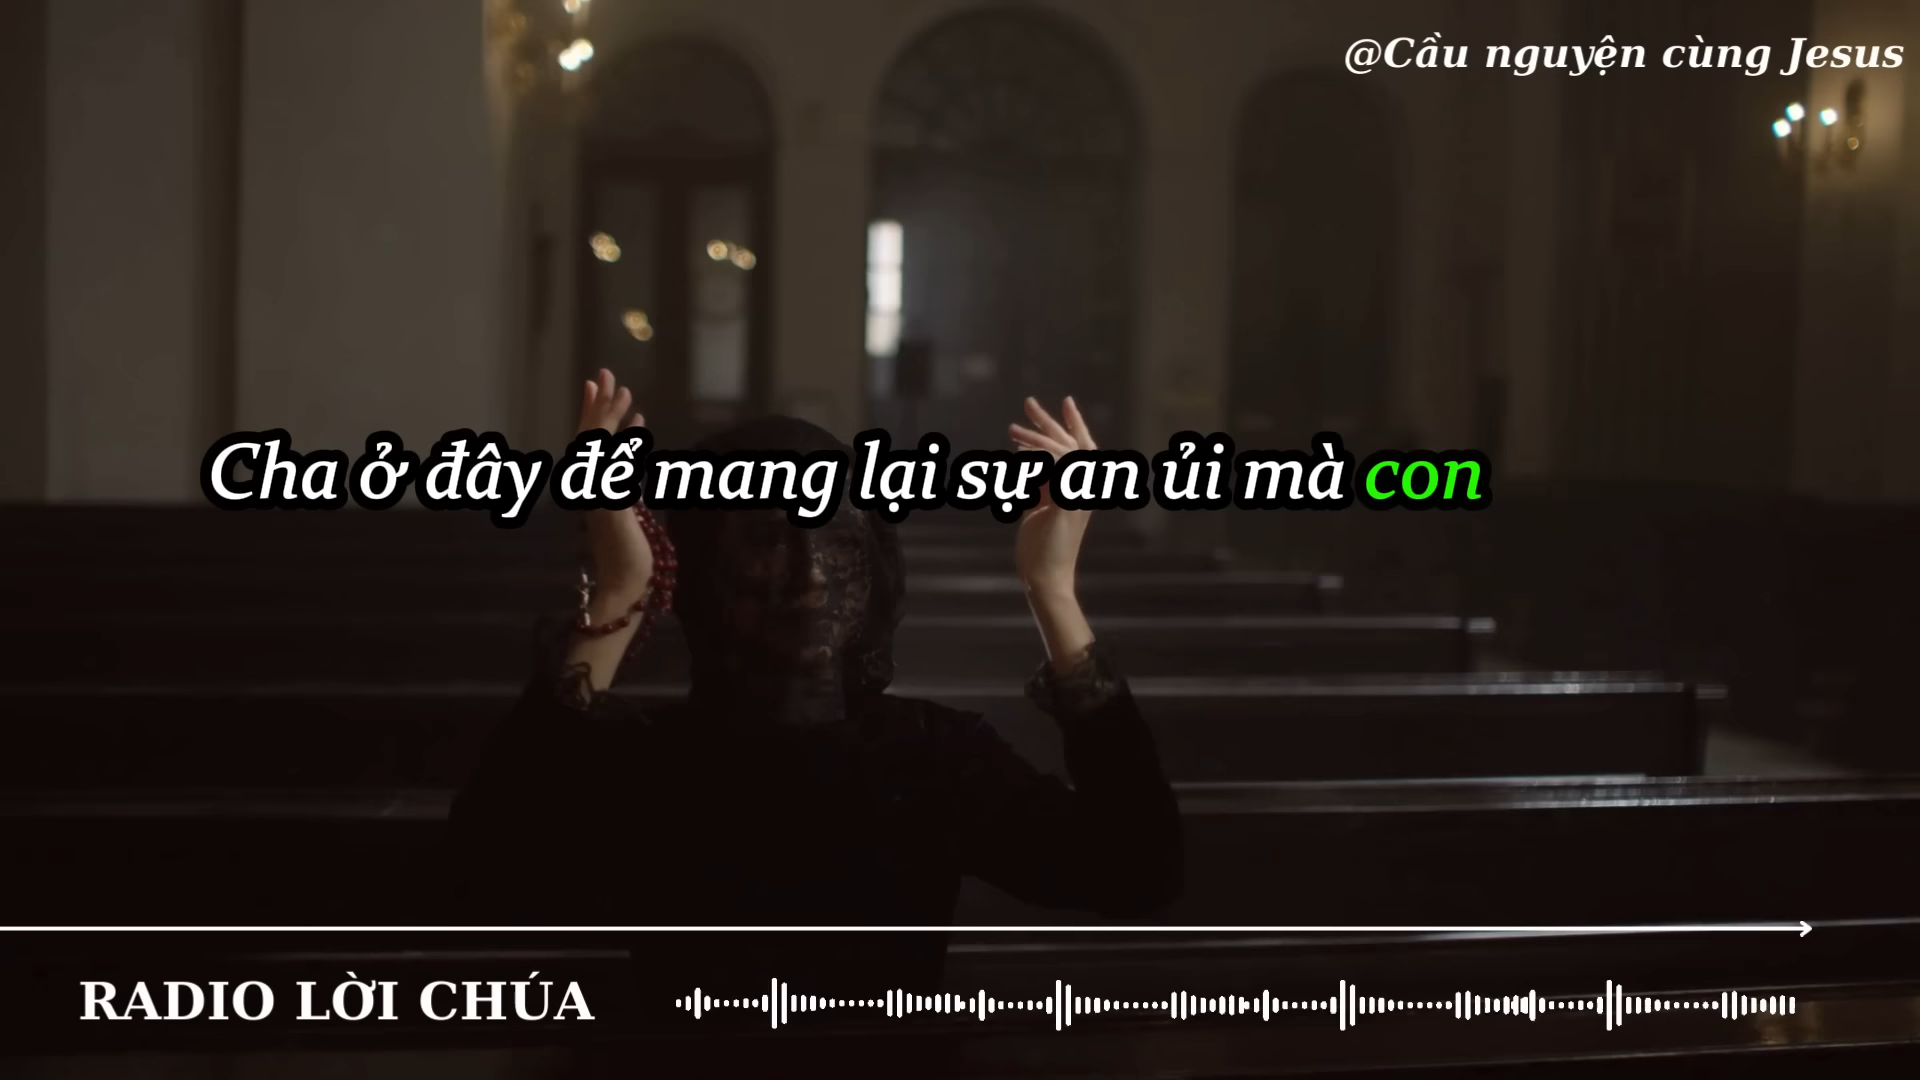 @Cầu nguyện cùng Jesus
Cha ở đây để mang lại sự an ủi mà con
RADIO LỜI CHÚA